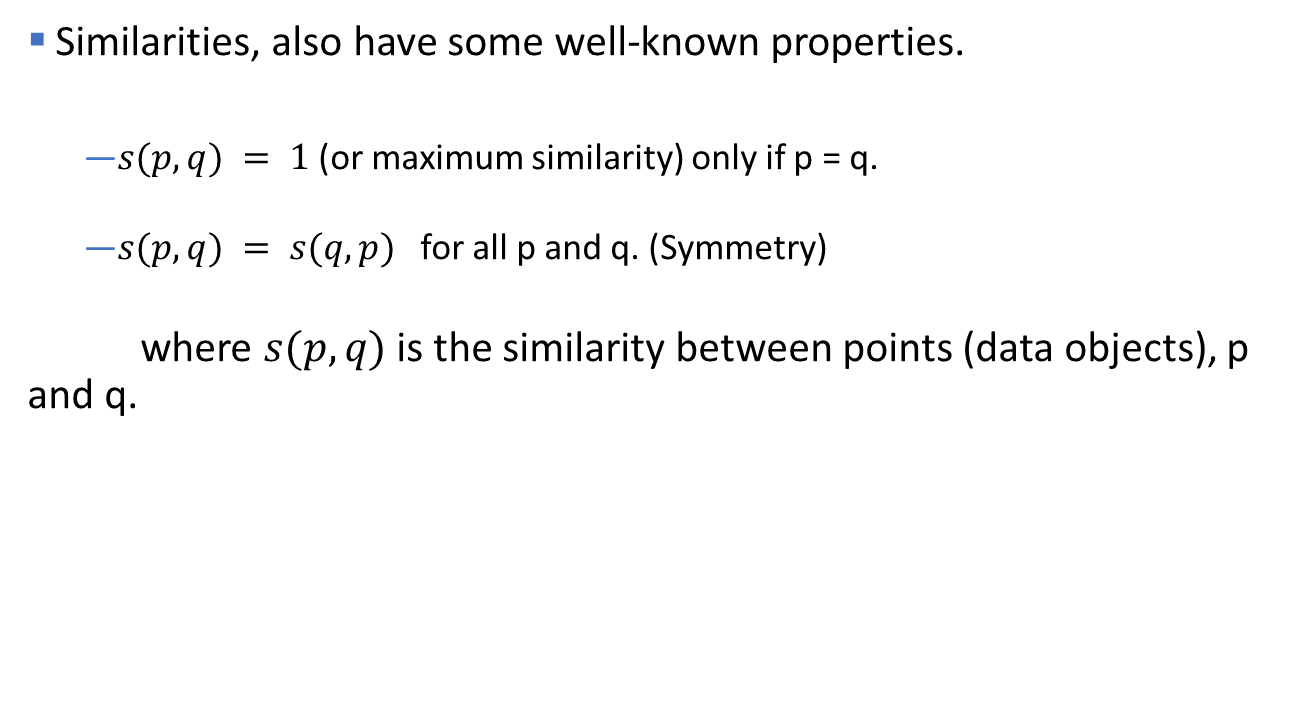 ▪ Similarities, also have some well-known properties.
—s(p, q) = 1 (or maximum similarity) only if p = q.
—s(p, q) = s(q, p) for all p and q. (Symmetry)
where s(p, q) is the similarity between points (data objects), p
and q.